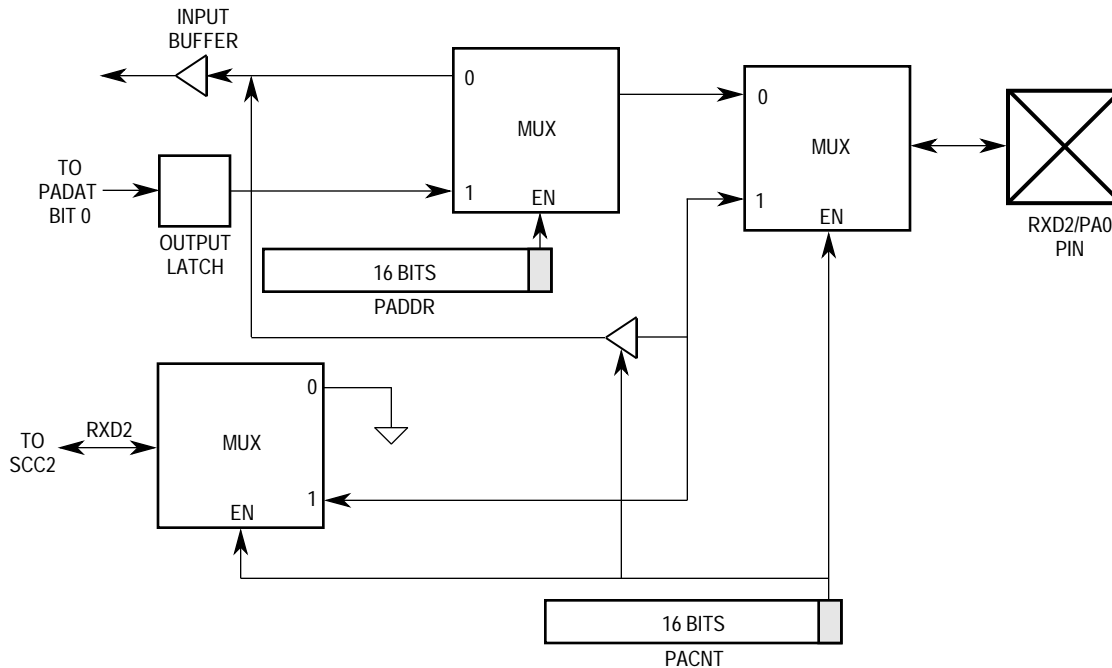 INPUT
BUFFER
0
MUX
1
EN
0
MUX
1
EN
RXD2/PA0
PIN
TO
PADAT
BIT 0
OUTPUT
LATCH
16 BITS
PADDR
0
MUX
1
EN
TO
SCC2
RXD2
16 BITS
PACNT